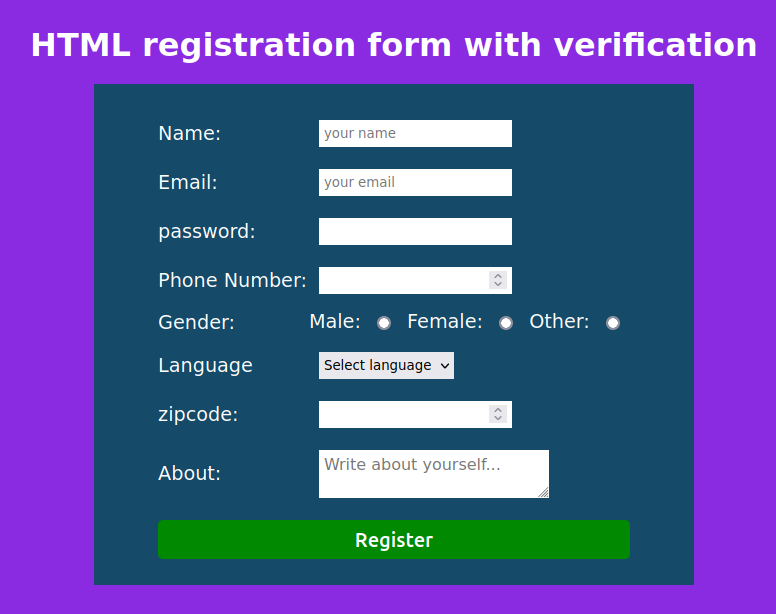 HTML registration form with verification
Name: your name
Email: your email
password:
Phone Number:
Gender: Male: Female: Other:
Language Select language
zipcode:
About: Write about yourself...
Register